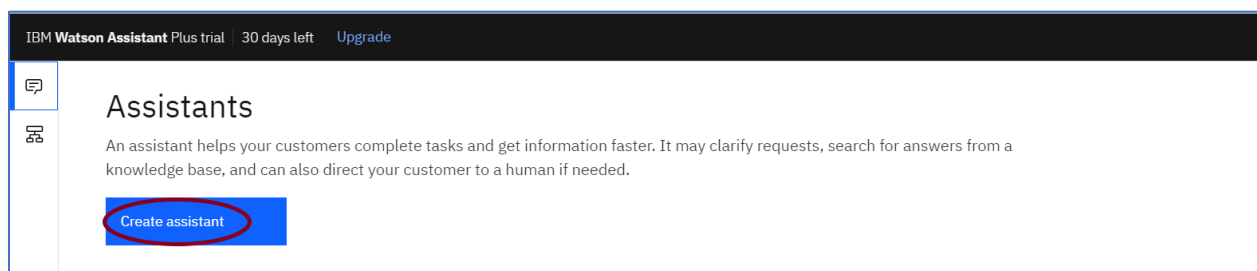 IBM Watson Assistant Plus trial 30 days left Upgrade
Assistants
An assistant helps your customers complete tasks and get information faster. It may clarify requests, search for answers from a
knowledge base, and can also direct your customer to a human if needed.
Create assistant